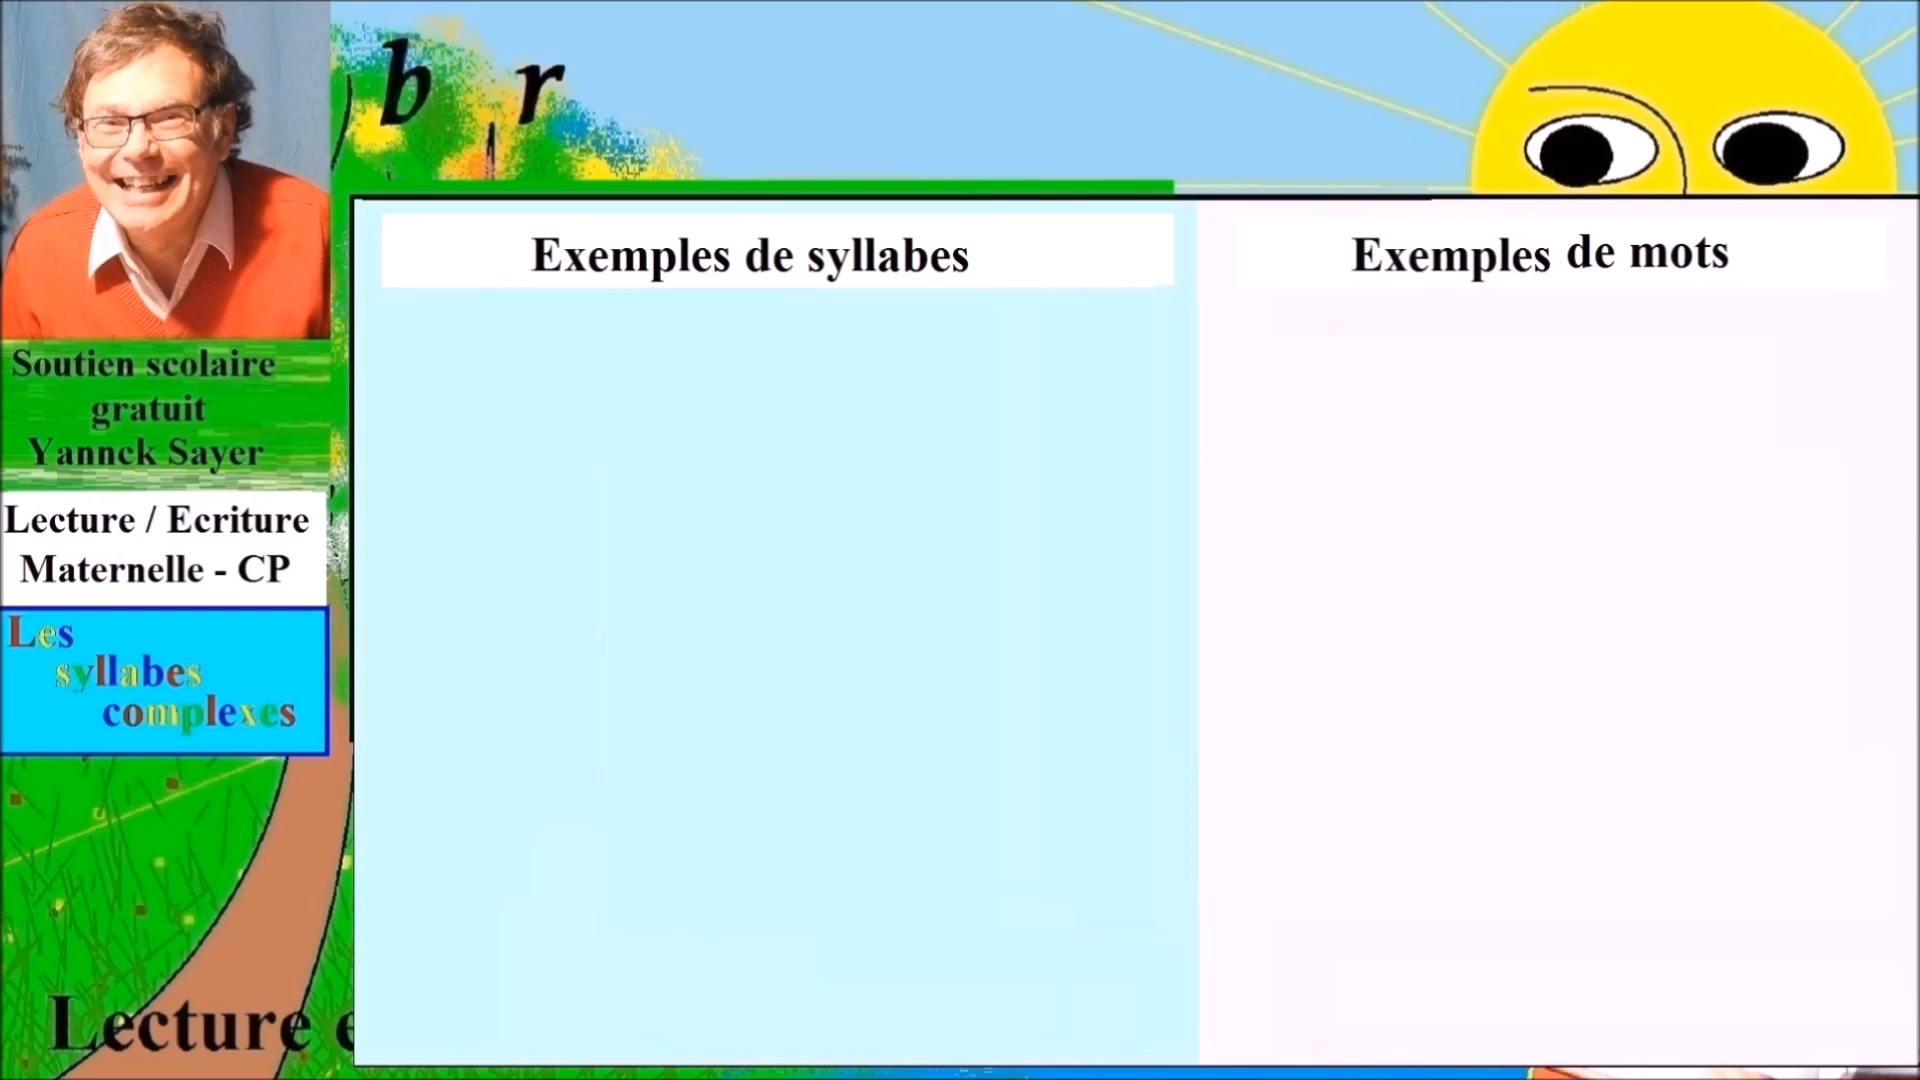 b r
Exemples de syllabes
Exemples de mots
Soutien scolaire
gratuit
Yannck Sayer
Lecture / Ecriture
Maternelle - CP
Les
syllabes
complexes
Lecture e